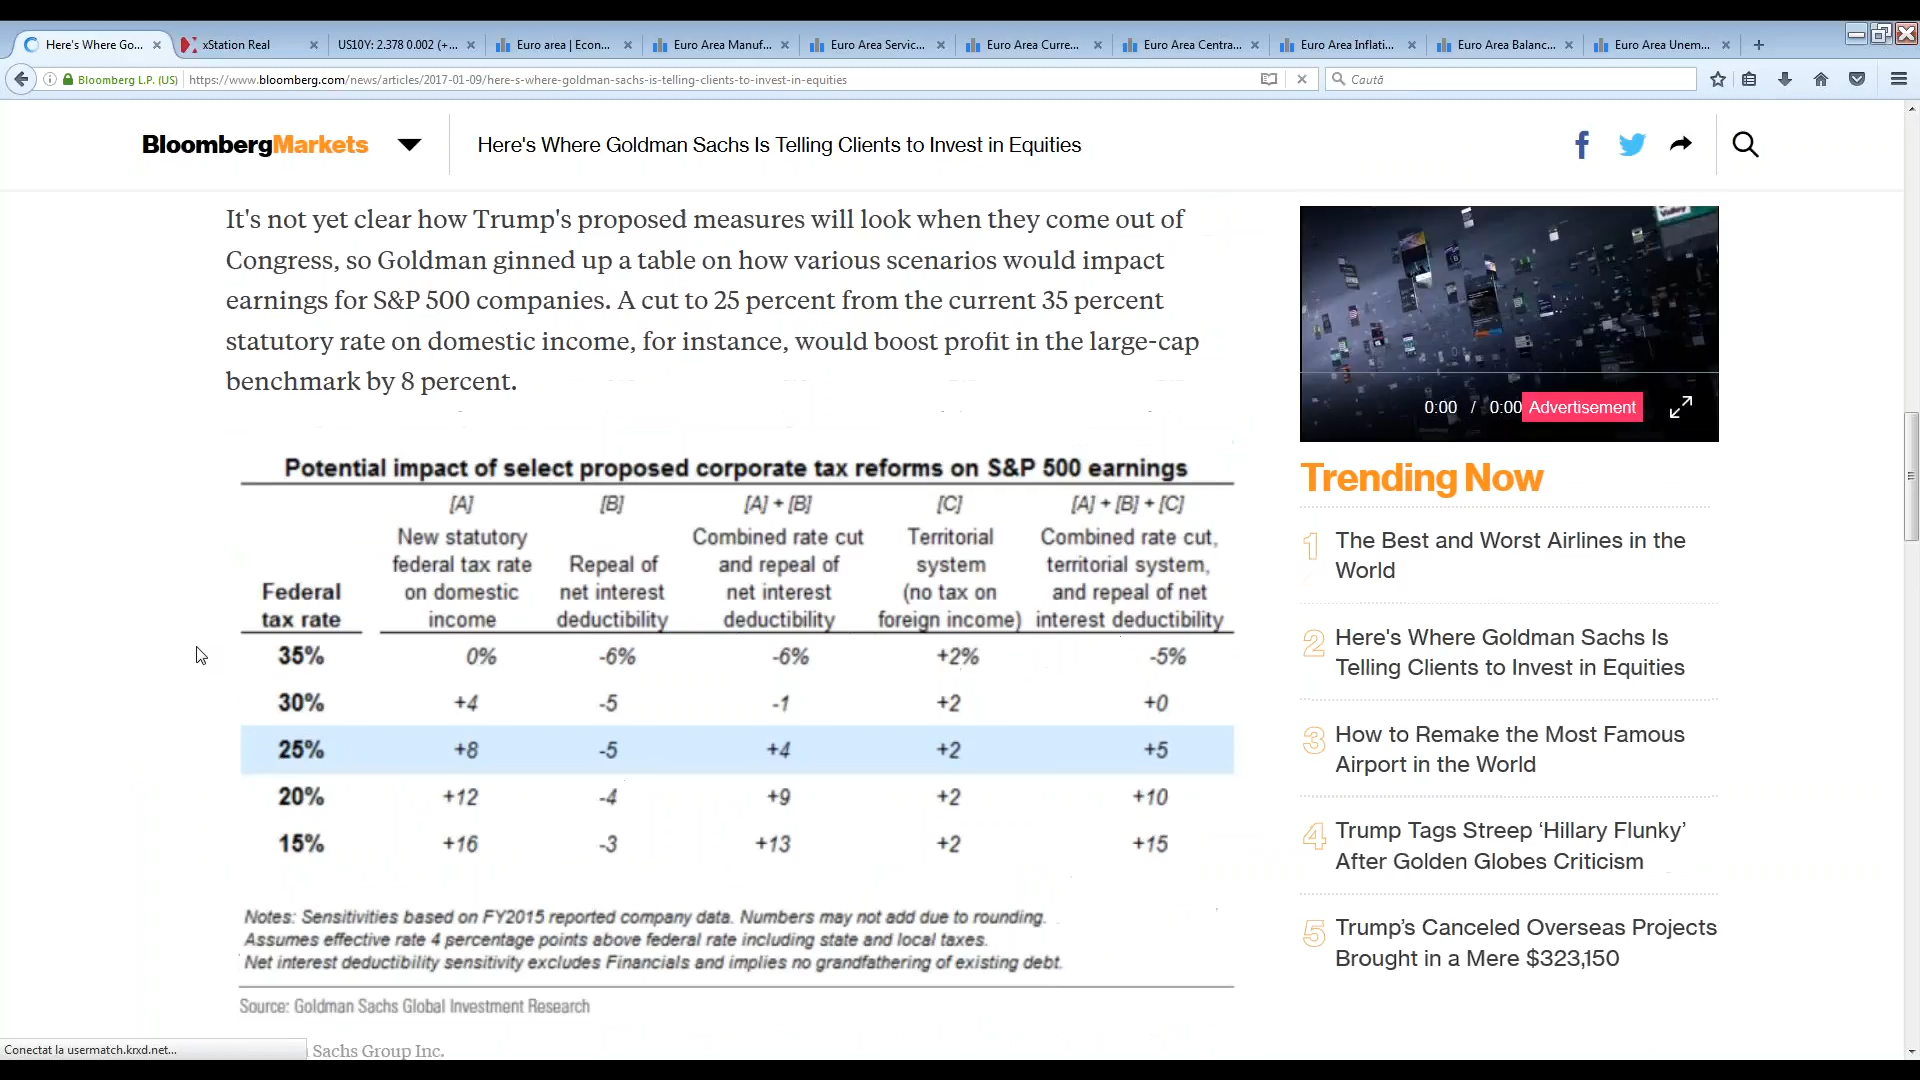 Here's Where Go...
xStation Real
US10Y: 2.378 0.002 (+...
Euro area | Econ...
Euro Area Manuf...
Euro Area Servic...
Euro Area Curre...
Euro Area Centra...
Euro Area Inflati...
Euro Area Balanc...
Euro Area Unem...
Bloomberg L.P. (US)
https://www.bloomberg.com/news/articles/2017-01-09/here-s-where-goldman-sachs-is-telling-clients-to-invest-in-equities
Caută
BloombergMarkets
Here's Where Goldman Sachs Is Telling Clients to Invest in Equities
It's not yet clear how Trump's proposed measures will look when they come out of
Congress, so Goldman ginned up a table on how various scenarios would impact
earnings for S&P 500 companies. A cut to 25 percent from the current 35 percent
statutory rate on domestic income, for instance, would boost profit in the large-cap
benchmark by 8 percent.
Potential impact of select proposed corporate tax reforms on S&P 500 earnings
[A] [B] [A] + [B] [C] [A] + [B] + [C]
New statutory Combined rate cut Territorial Combined rate cut,
federal tax rate Repeal of and repeal of system territorial system,
Federal on domestic net interest net interest (no tax on and repeal of net
tax rate income deductibility deductibility foreign income) interest deductibility
35% 0% -6% -6% +2% -5%
30% +4 -5 -1 +2 +0
25% +8 -5 +4 +2 +5
20% +12 -4 +9 +2 +10
15% +16 -3 +13 +2 +15
Notes: Sensitivities based on FY2015 reported company data. Numbers may not add due to rounding.
Assumes effective rate 4 percentage points above federal rate including state and local taxes.
Net interest deductibility sensitivity excludes Financials and implies no grandfathering of existing debt.
Source: Goldman Sachs Global Investment Research
Sachs Group Inc.
Conectat la usermatch.krxd.net...
0:00 / 0:00 Advertisement
Trending Now
1 The Best and Worst Airlines in the
World
2 Here's Where Goldman Sachs Is
Telling Clients to Invest in Equities
3 How to Remake the Most Famous
Airport in the World
4 Trump Tags Streep ‘Hillary Flunky’
After Golden Globes Criticism
5 Trump’s Canceled Overseas Projects
Brought in a Mere $323,150